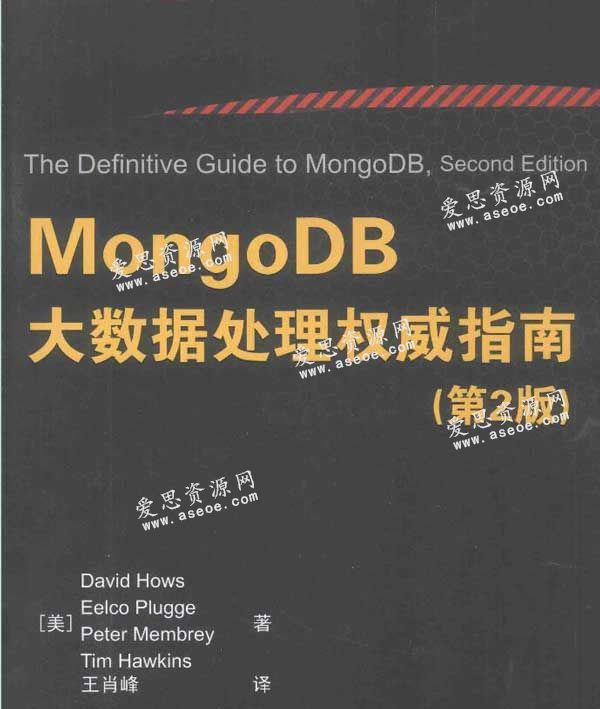 The Definitive Guide to MongoDB, Second Edition
爱思资源网
www.aseoe.com
MongoDB
爱思资源网
www.aseoe.com
大数据处理权威指南
爱思资源网
www.aseoe.com
(第2版)
爱思资源网
www.aseoe.com
爱思资源网
www.aseoe.com
David Hows
Eelco Plugge
[美] Peter Membrey 著
Tim Hawkins
王肖峰 译